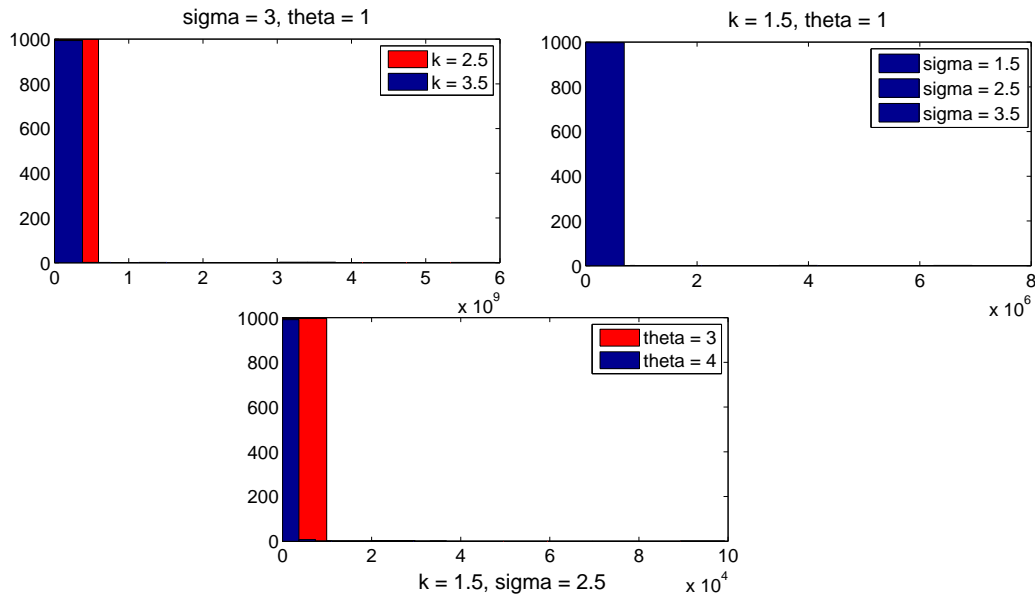 sigma = 3, theta = 1
1000
800
600
400
200
0
k = 2.5
k = 3.5
0 1 2 3 4 5 6
x 10^9
k = 1.5, theta = 1
1000
800
600
400
200
0
sigma = 1.5
sigma = 2.5
sigma = 3.5
0 2 4 6 8
x 10^6
1000
800
600
400
200
0
theta = 3
theta = 4
0 2 4 6 8 10
k = 1.5, sigma = 2.5
x 10^4